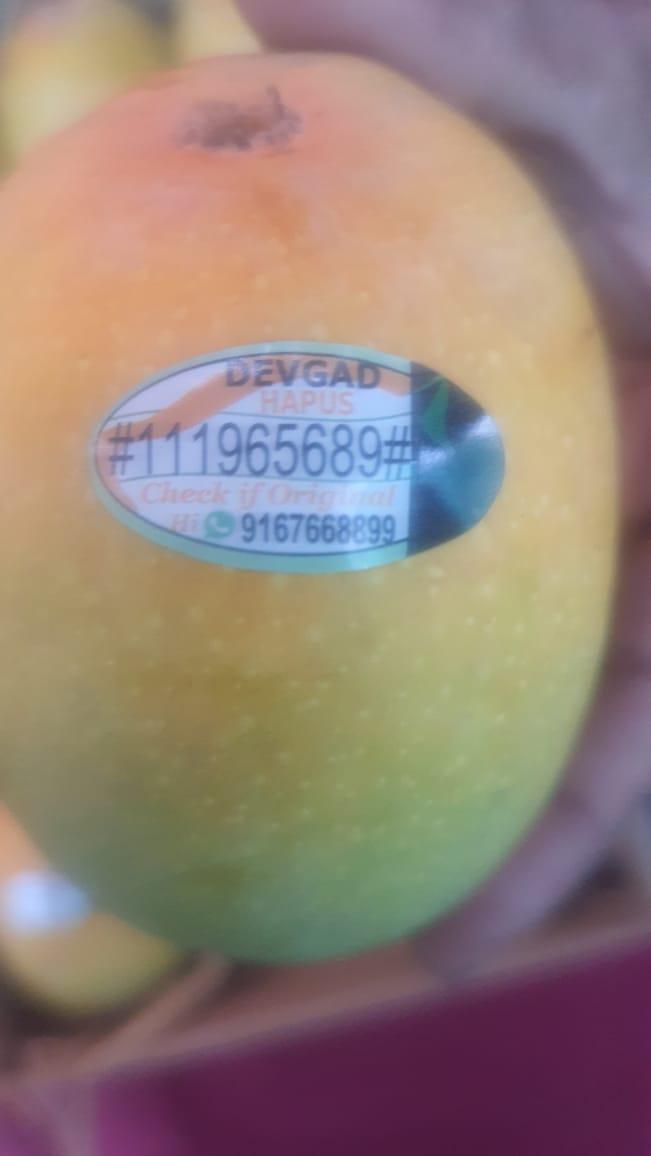 DEVGAD
HAPUS
#111965689#
Check if Original
Hi 9167668899